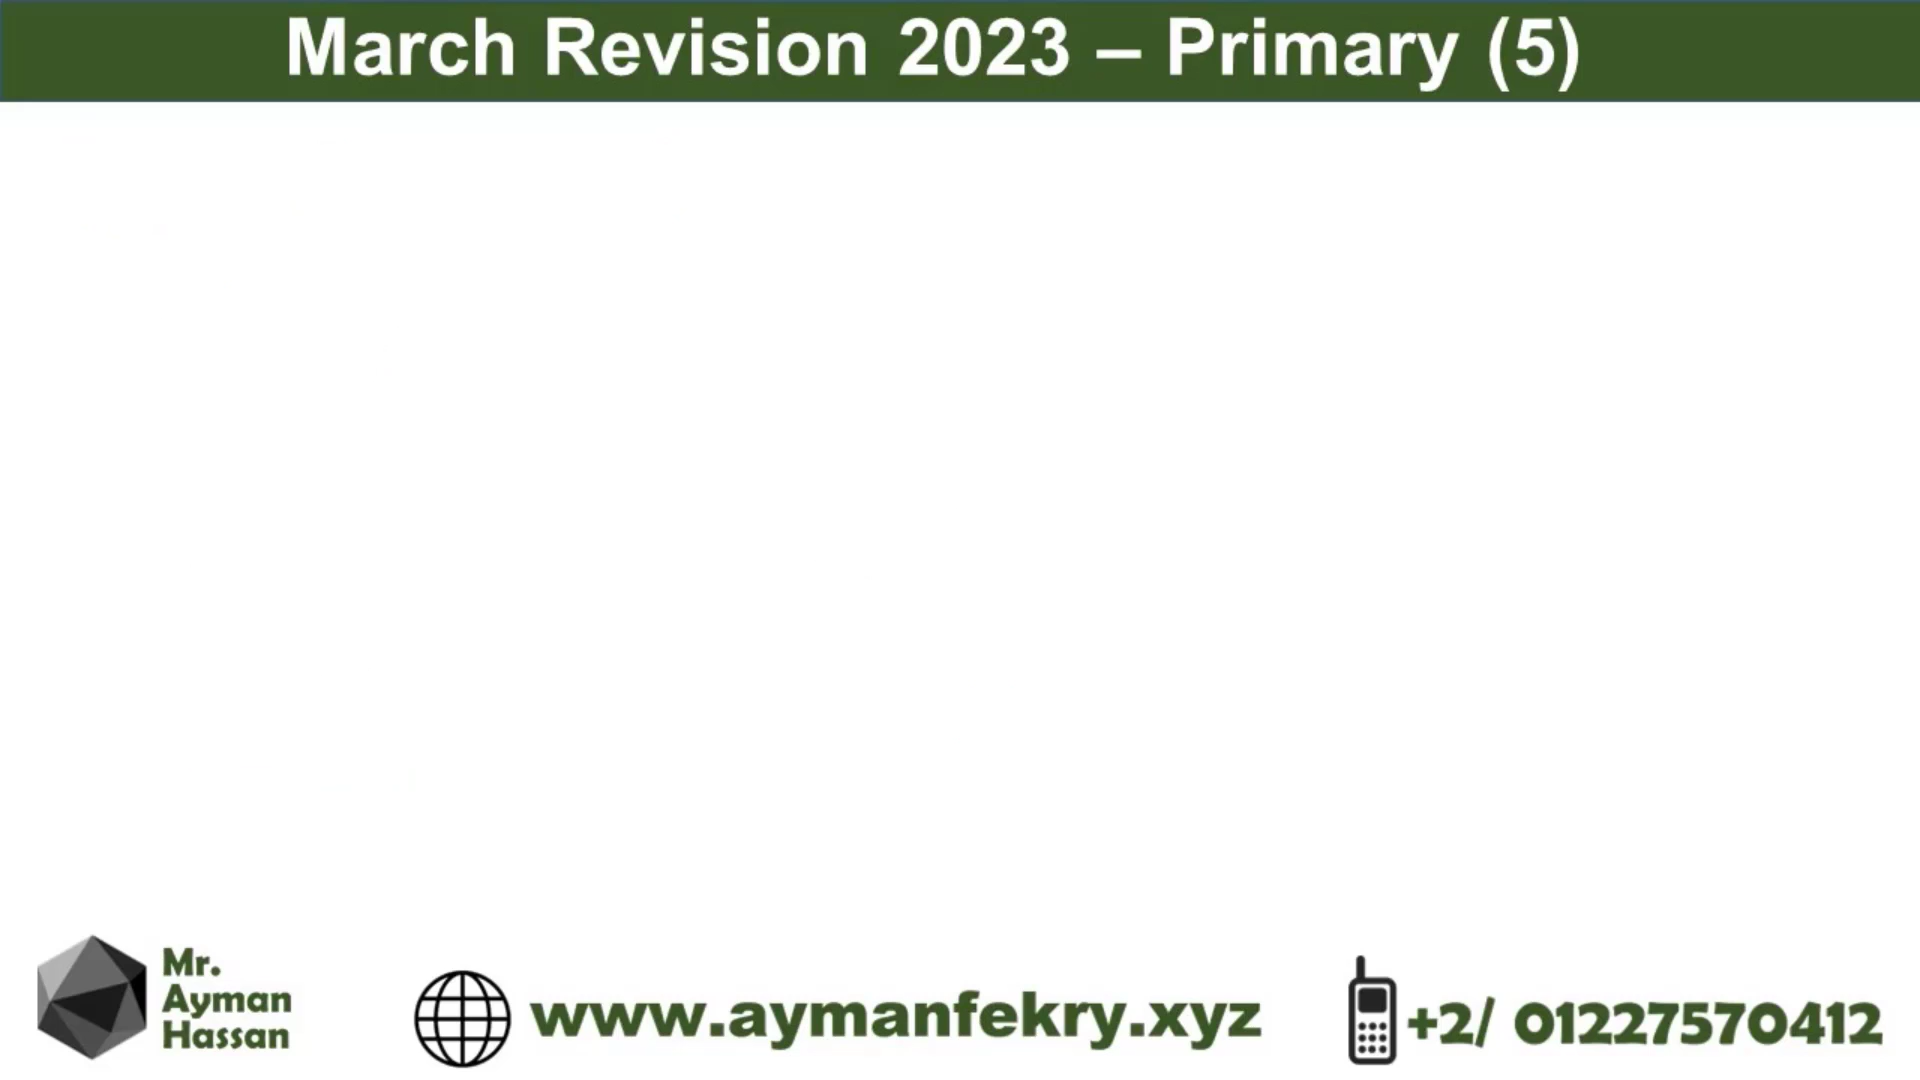 March Revision 2023 – Primary (5)
Mr.
Ayman
Hassan
www.aymanfekry.xyz
+2/ 01227570412